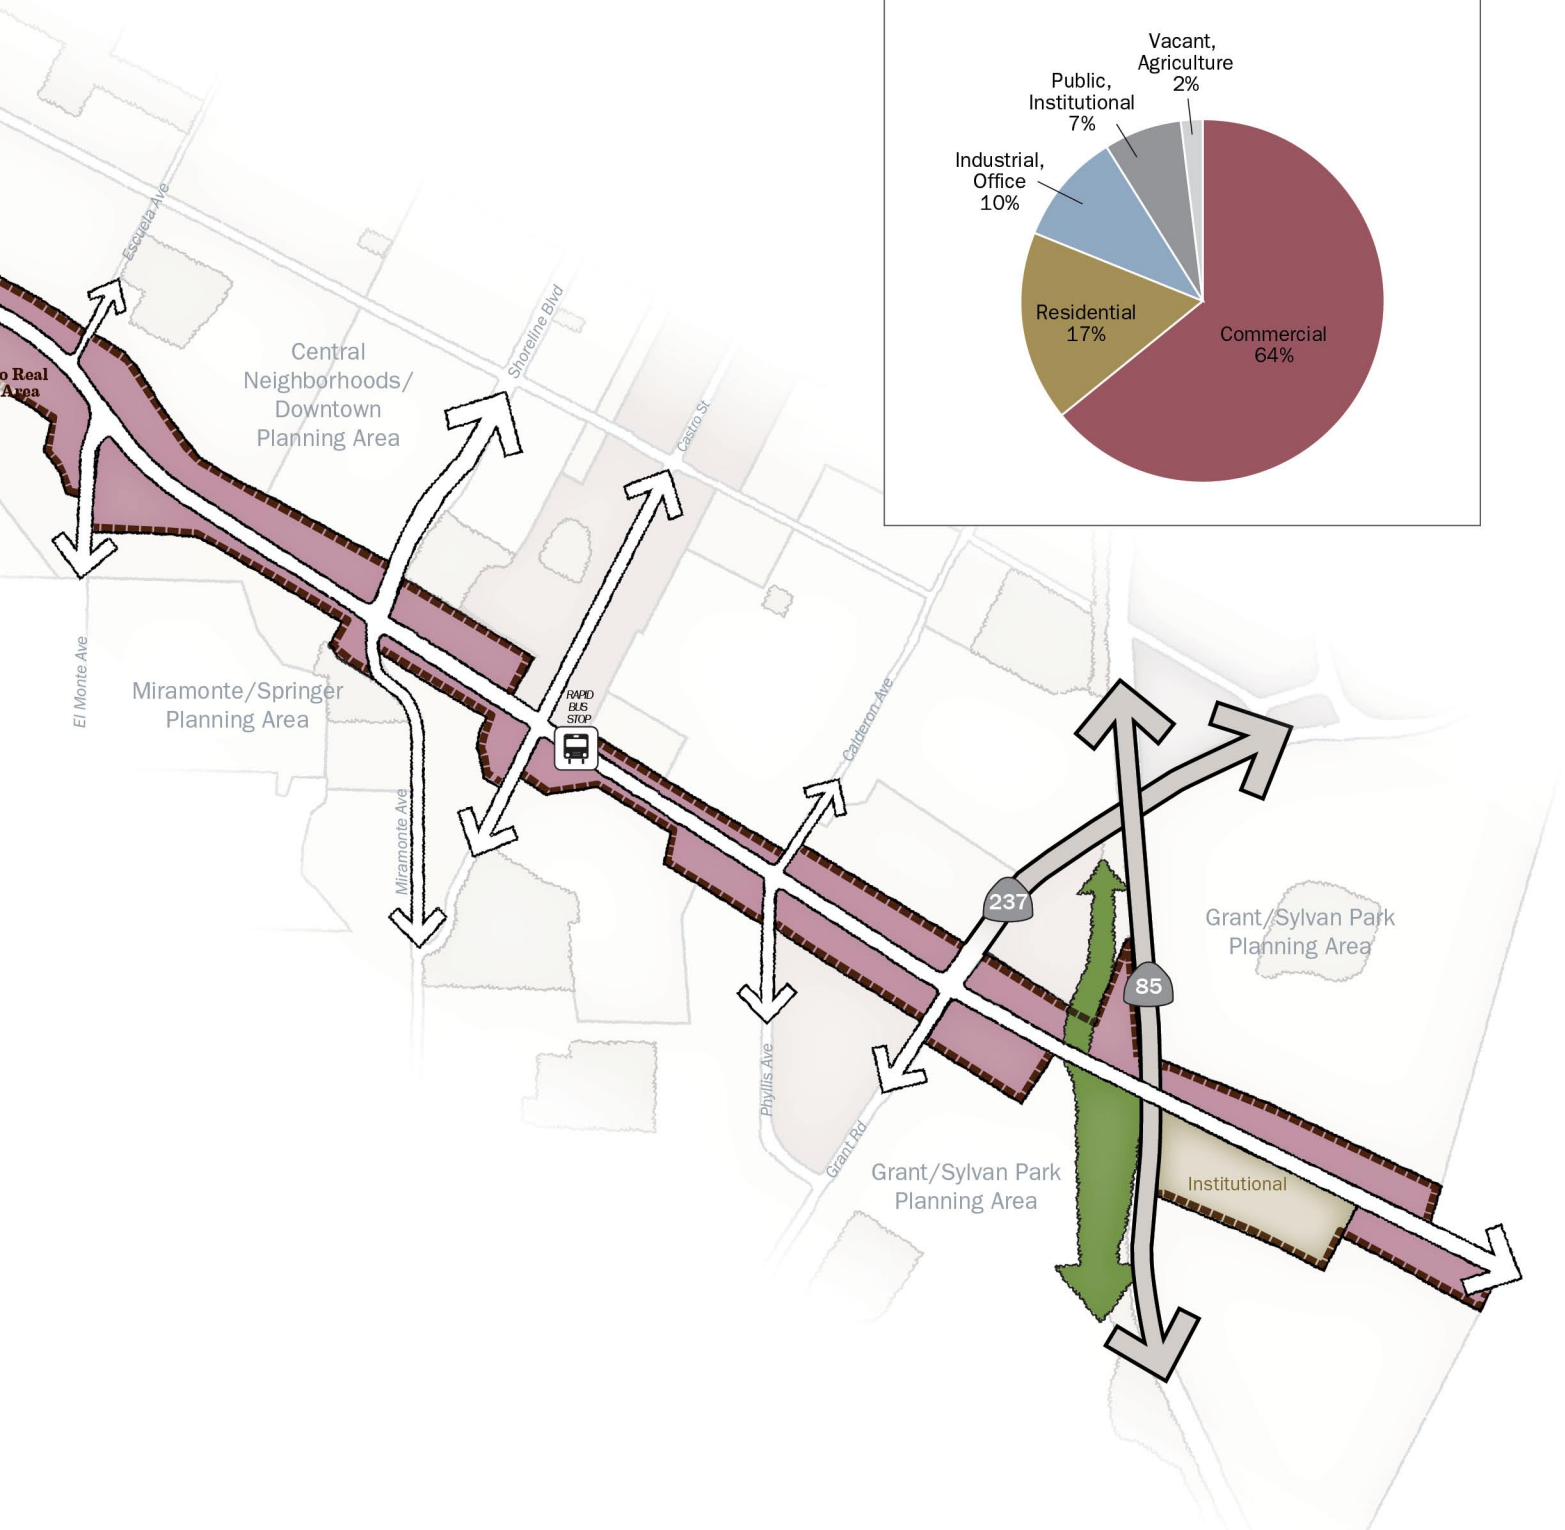 Vacant,
Agriculture
2%
Public,
Institutional
7%
Industrial,
Office
10%
Residential
17%
Commercial
64%
Escuela Ave
Shoreline Blvd
Central
Neighborhoods/
Downtown
Planning Area
o Real
Area
Castro St
El Monte Ave
Miramonte/Springer
Planning Area
RAPID
BUS
STOP
Calderon Ave
Miramonte Ave
237
Grant/Sylvan Park
Planning Area
85
Phyllis Ave
Grant Rd
Grant/Sylvan Park
Planning Area
Institutional